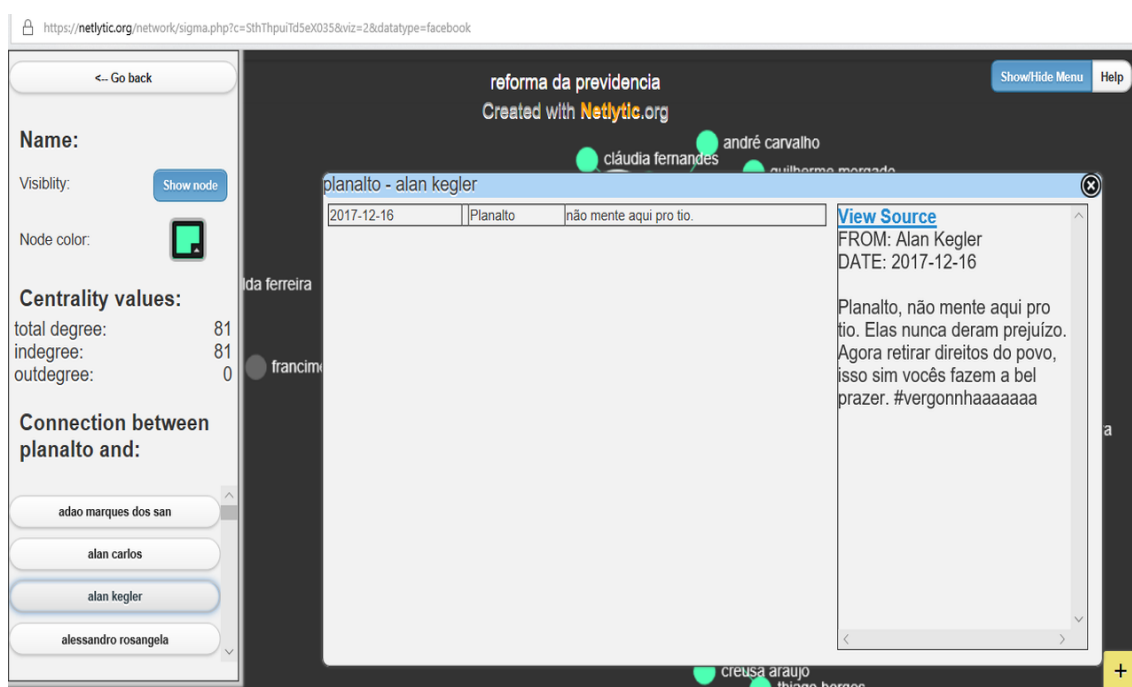 https://netlytic.org/network/sigma.php?c=SthThpuiTd5eX035&viz=2&datatype=facebook
<-- Go back
reforma da previdencia
Created with Netlytic.org
Show/Hide Menu
Help
Name:
Visiblity:
Show node
Node color:
Centrality values:
total degree: 81
indegree: 81
outdegree: 0
Connection between
planalto and:
adao marques dos san
alan carlos
alan kegler
alessandro rosangela
andré carvalho
cláudia fernandes
guilherme morgado
lda ferreira
francim
planalto - alan kegler
2017-12-16 Planalto não mente aqui pro tio.
View Source
FROM: Alan Kegler
DATE: 2017-12-16
Planalto, não mente aqui pro
tio. Elas nunca deram prejuízo.
Agora retirar direitos do povo,
isso sim vocês fazem a bel
prazer. #vergonnhaaaaaaa
a
creusa araujo
thiago borges
+